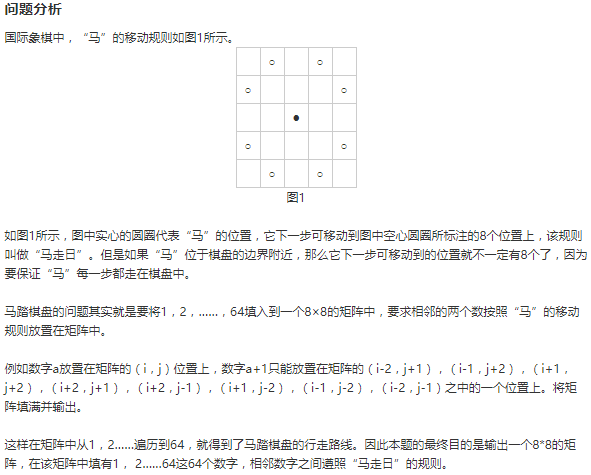 问题分析
国际象棋中，“马”的移动规则如图1所示。
图1
如图1所示，图中实心的圆圈代表“马”的位置，它下一步可移动到图中空心圆圈所标注的8个位置上，该规则
叫做“马走日”。但是如果“马”位于棋盘的边界附近，那么它下一步可移动到的位置就不一定有8个了，因为
要保证“马”每一步都走在棋盘中。
马踏棋盘的问题其实就是要将1，2，……，64填入到一个8×8的矩阵中，要求相邻的两个数按照“马”的移动
规则放置在矩阵中。
例如数字a放置在矩阵的（i，j）位置上，数字a+1只能放置在矩阵的（i-2，j+1），（i-1，j+2），（i+1，
j+2），（i+2，j+1），（i+2，j-1），（i+1，j-2），（i-1，j-2），（i-2，j-1）之中的一个位置上。将矩
阵填满并输出。
这样在矩阵中从1，2……遍历到64，就得到了马踏棋盘的行走路线。因此本题的最终目的是输出一个8*8的矩
阵，在该矩阵中填有1，2……64这64个数字，相邻数字之间遵照“马走日”的规则。